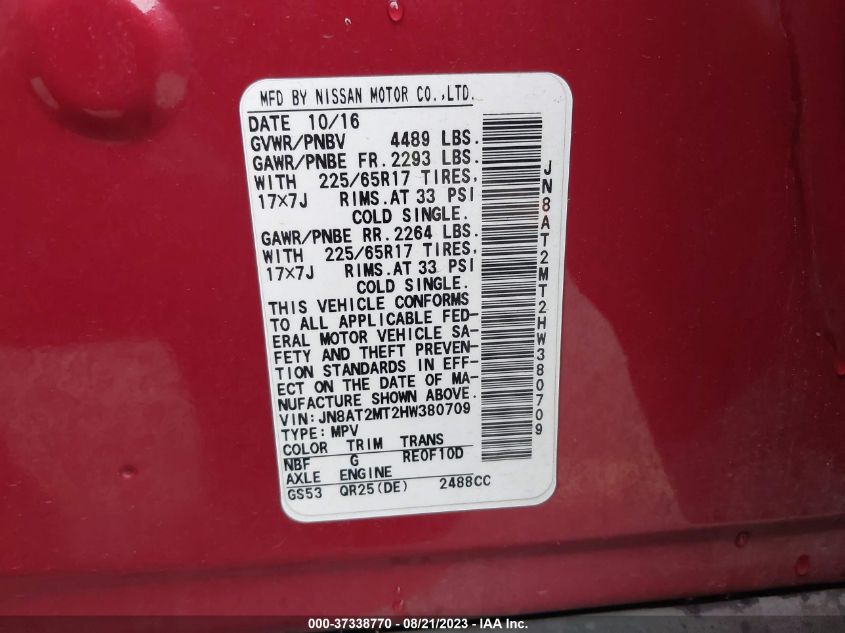 MFD BY NISSAN MOTOR CO.,LTD.
DATE 10/16
GVWR/PNBV 4489 LBS.
GAWR/PNBE FR. 2293 LBS.
WITH 225/65R17 TIRES,
17×7J RIMS.AT 33 PSI
COLD SINGLE.
GAWR/PNBE RR. 2264 LBS.
WITH 225/65R17 TIRES,
17×7J RIMS.AT 33 PSI
COLD SINGLE.
THIS VEHICLE CONFORMS
TO ALL APPLICABLE FED-
ERAL MOTOR VEHICLE SA-
FETY AND THEFT PREVEN-
TION STANDARDS IN EFF-
ECT ON THE DATE OF MA-
NUFACTURE SHOWN ABOVE.
VIN: JN8AT2MT2HW380709
TYPE: MPV
COLOR TRIM TRANS
NBF G RE0F10D
AXLE ENGINE
GS53 QR25(DE) 2488CC
JN8AT2MT2HW380709
000-37338770 - 08/21/2023 - IAA Inc.